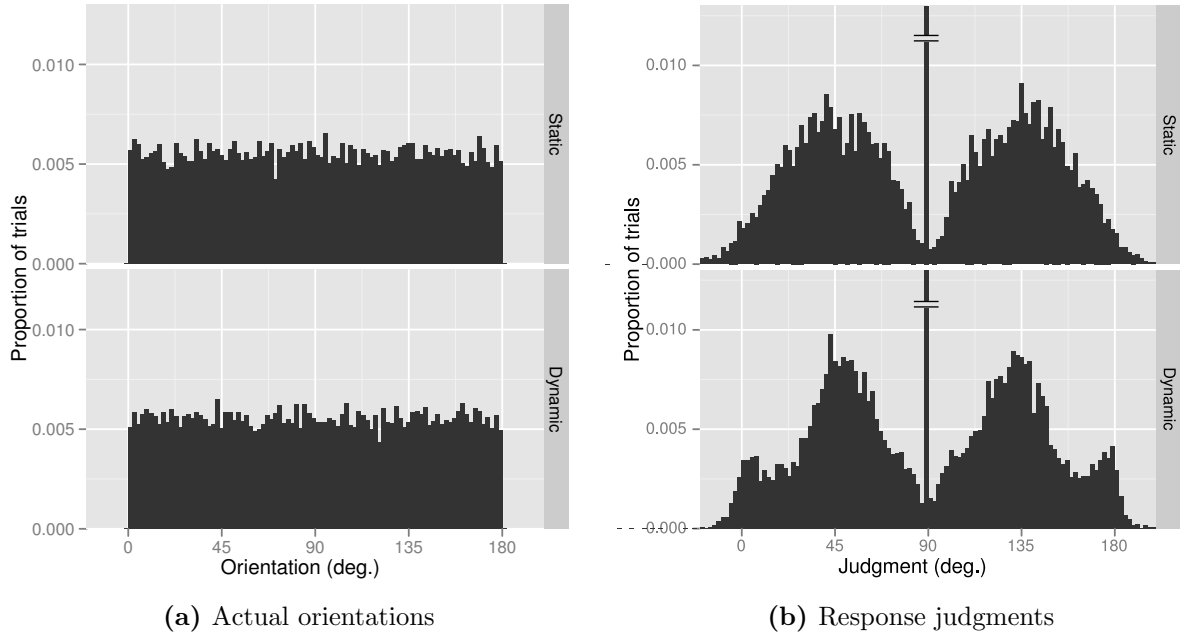 Proportion of trials
0.010
0.005
0.000
Static
0.010
0.005
0.000
Dynamic
0 45 90 135 180
Orientation (deg.)
(a) Actual orientations
Proportion of trials
0.010
0.005
0.000
Static
0.010
0.005
0.000
Dynamic
0 45 90 135 180
Judgment (deg.)
(b) Response judgments